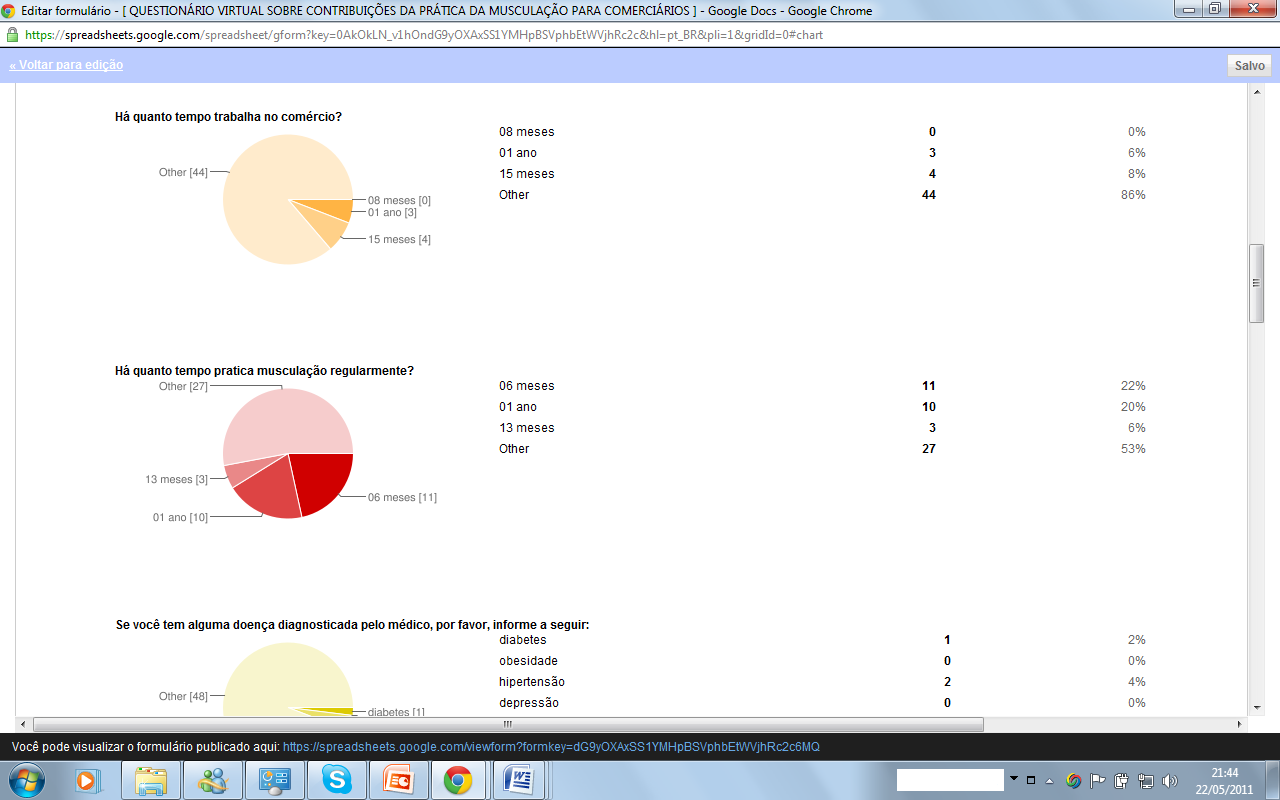 Editar formulário - [ QUESTIONÁRIO VIRTUAL SOBRE CONTRIBUIÇÕES DA PRÁTICA DA MUSCULAÇÃO PARA COMERCIÁRIOS ] - Google Docs - Google Chrome
https://spreadsheets.google.com/spreadsheet/gform?key=0AkOkLN_v1hOndG9yOXAxSS1YMHpBSVphbEtWVjhRc2c&hl=pt_BR&pli=1&gridId=0#chart
« Voltar para edição
Salvo
Há quanto tempo trabalha no comércio?
Other [44]
08 meses [0]
01 ano [3]
15 meses [4]
08 meses 0 0%
01 ano 3 6%
15 meses 4 8%
Other 44 86%
Há quanto tempo pratica musculação regularmente?
Other [27]
13 meses [3]
01 ano [10]
06 meses [11]
06 meses 11 22%
01 ano 10 20%
13 meses 3 6%
Other 27 53%
Se você tem alguma doença diagnosticada pelo médico, por favor, informe a seguir:
Other [48]
diabetes [1]
diabetes 1 2%
obesidade 0 0%
hipertensão 2 4%
depressão 0 0%
Você pode visualizar o formulário publicado aqui: https://spreadsheets.google.com/viewform?formkey=dG9yOXAxSS1YMHpBSVphbEtWVjhRc2c6MQ
21:44
22/05/2011